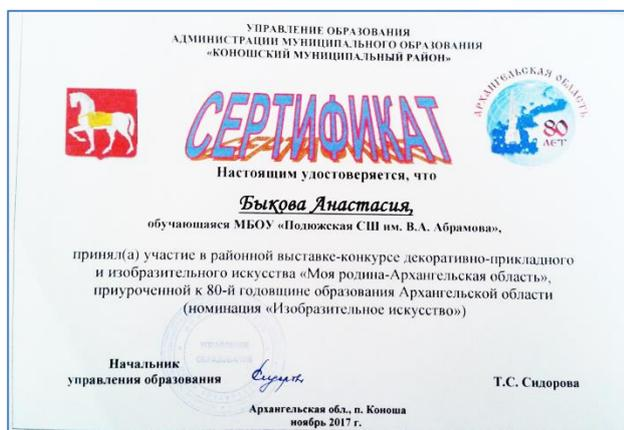 УПРАВЛЕНИЕ ОБРАЗОВАНИЯ
АДМИНИСТРАЦИИ МУНИЦИПАЛЬНОГО ОБРАЗОВАНИЯ
«КОНОШСКИЙ МУНИЦИПАЛЬНЫЙ РАЙОН»
АРХАНГЕЛЬСКАЯ ОБЛАСТЬ
80
ЛЕТ
СЕРТИФИКАТ
Настоящим удостоверяется, что
Быкова Анастасия,
обучающаяся МБОУ «Подюжская СШ им. В.А. Абрамова»,
принял(а) участие в районной выставке-конкурсе декоративно-прикладного
и изобразительного искусства «Моя родина-Архангельская область»,
приуроченной к 80-й годовщине образования Архангельской области
(номинация «Изобразительное искусство»)
УПРАВЛЕНИЕ
ОБРАЗОВАНИЯ
Начальник
управления образования
Т.С. Сидорова
Архангельская обл., п. Коноша
ноябрь 2017 г.